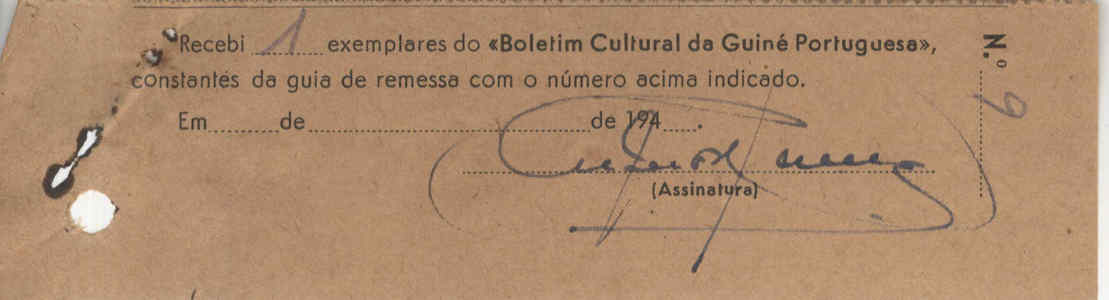 Recebi 1 exemplares do «Boletim Cultural da Guiné Portuguesa»,
constantes da guia de remessa com o número acima indicado.
Em........de........................................de 194.....
(Assinatura)
N.º 9